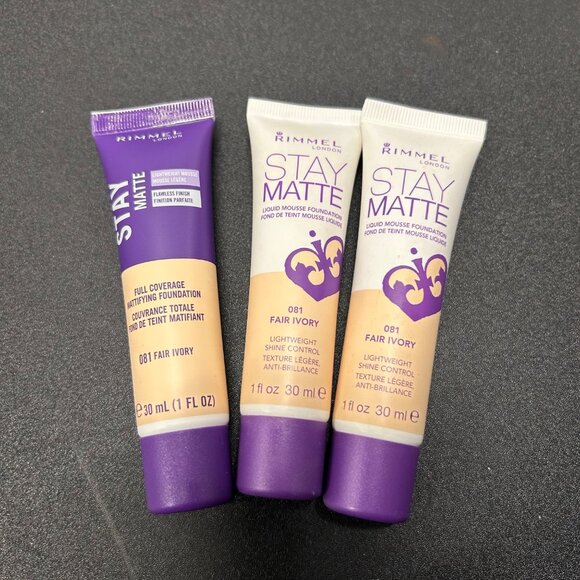 RIMMEL
STAY
MATTE
LIGHTWEIGHT MOUSSE
MOUSSE LÉGÈRE
FLAWLESS FINISH
FINITION PARFAITE
FULL COVERAGE
MATTIFYING FOUNDATION
COUVRANCE TOTALE
FOND DE TEINT MATIFIANT
081 FAIR IVORY
℮ 30 mL (1 FL OZ)
RIMMEL
LONDON
STAY
MATTE
LIQUID MOUSSE FOUNDATION
FOND DE TEINT MOUSSE LIQUIDE
081
FAIR IVORY
LIGHTWEIGHT
SHINE CONTROL
TEXTURE LÉGÈRE,
ANTI-BRILLANCE
1 fl oz 30 ml ℮
RIMMEL
LONDON
STAY
MATTE
LIQUID MOUSSE FOUNDATION
FOND DE TEINT MOUSSE LIQUIDE
081
FAIR IVORY
LIGHTWEIGHT
SHINE CONTROL
TEXTURE LÉGÈRE,
ANTI-BRILLANCE
1 fl oz 30 ml ℮